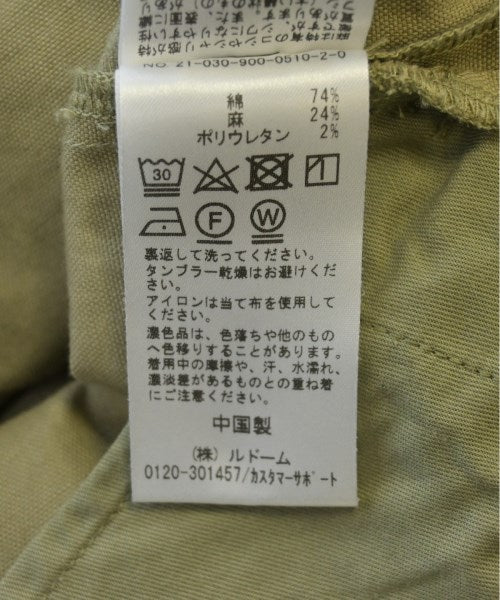 NO. 21-030-900-0510-2-0
綿 74%
麻 24%
ポリウレタン 2%
30
F W
裏返して洗ってください。
タンブラー乾燥はお避けくださ
い。
アイロンは当て布を使用して
ください。
濃色品は、色落ちや他のもの
へ色移りすることがあります。
着用中の摩擦や、汗、水濡れ、
濃淡差があるものとの重ね着
にご注意ください。
中国製
(株) ルドーム
0120-301457/カスタマーサポート